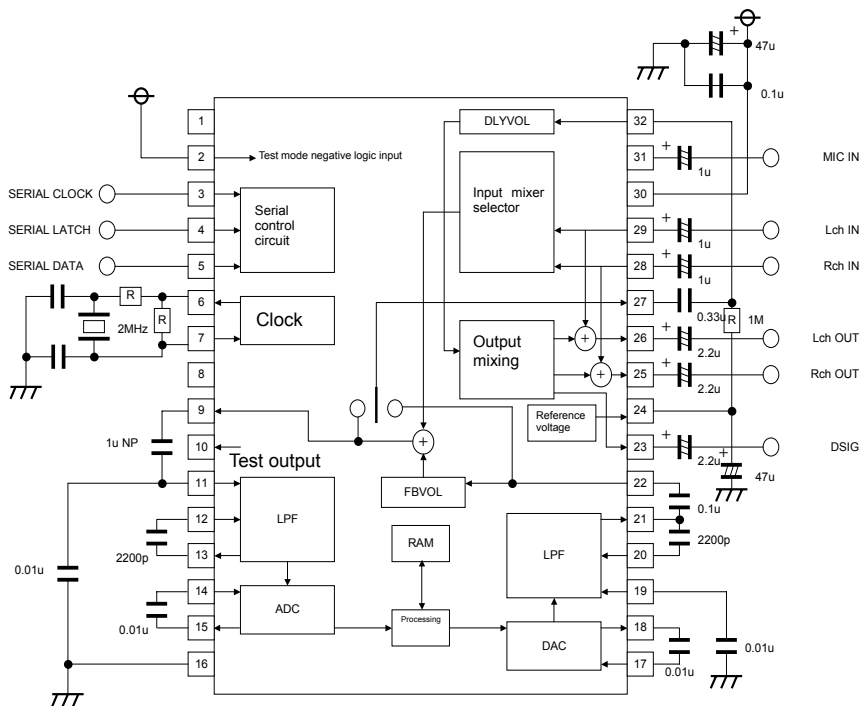 +
47u
0.1u
1
32
DLYVOL
2
Test mode negative logic input
31
+
1u
MIC IN
SERIAL CLOCK
3
Serial
control
circuit
Input mixer
selector
30
SERIAL LATCH
4
29
+
1u
Lch IN
SERIAL DATA
5
28
+
1u
Rch IN
R
6
Clock
27
0.33u
R
1M
2MHz
R
7
Output
mixing
+
26
+
2.2u
Lch OUT
8
+
25
+
2.2u
Rch OUT
9
Reference
voltage
24
1u NP
10
Test output
+
23
+
2.2u
DSIG
+
47u
11
FBVOL
22
0.1u
LPF
12
21
2200p
RAM
LPF
2200p
13
20
0.01u
14
ADC
19
0.01u
15
Processing
DAC
18
0.01u
0.01u
16
17